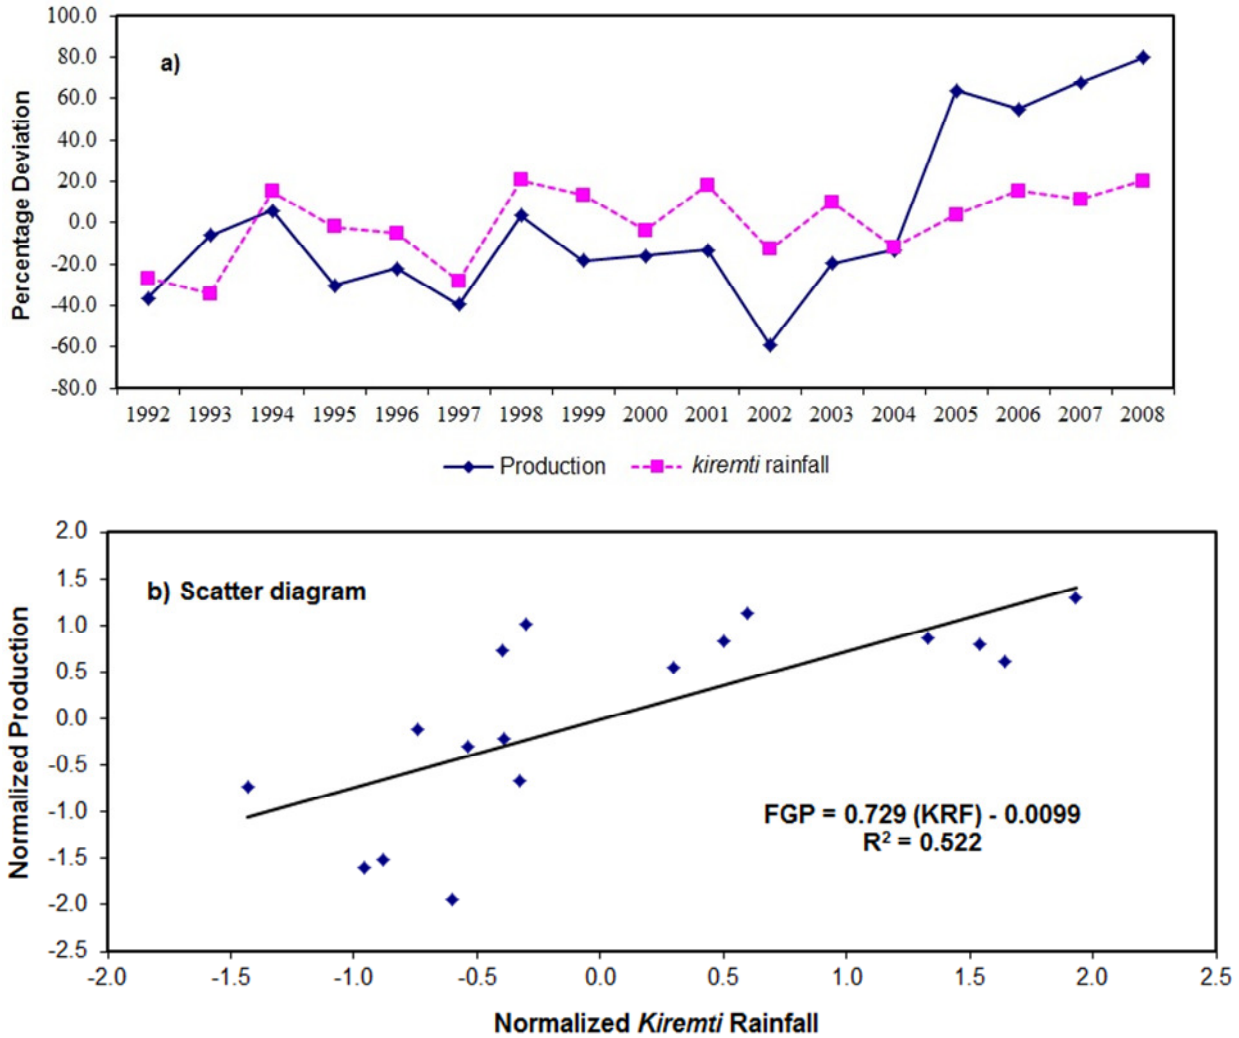 100.0
80.0
60.0
40.0
20.0
0.0
-20.0
-40.0
-60.0
-80.0
Percentage Deviation
a)
1992 1993 1994 1995 1996 1997 1998 1999 2000 2001 2002 2003 2004 2005 2006 2007 2008
Production kiremti rainfall
2.0
1.5
1.0
0.5
0.0
-0.5
-1.0
-1.5
-2.0
-2.5
Normalized Production
b) Scatter diagram
FGP = 0.729 (KRF) - 0.0099
R² = 0.522
-2.0 -1.5 -1.0 -0.5 0.0 0.5 1.0 1.5 2.0 2.5
Normalized Kiremti Rainfall